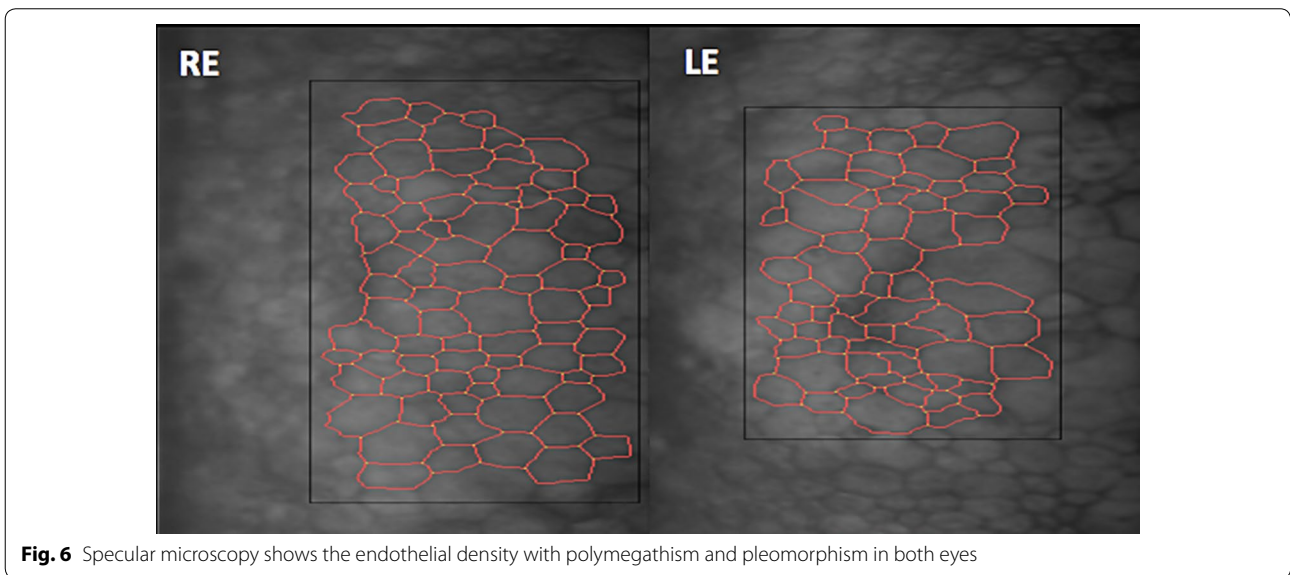 RE
LE
Fig. 6 Specular microscopy shows the endothelial density with polymegathism and pleomorphism in both eyes